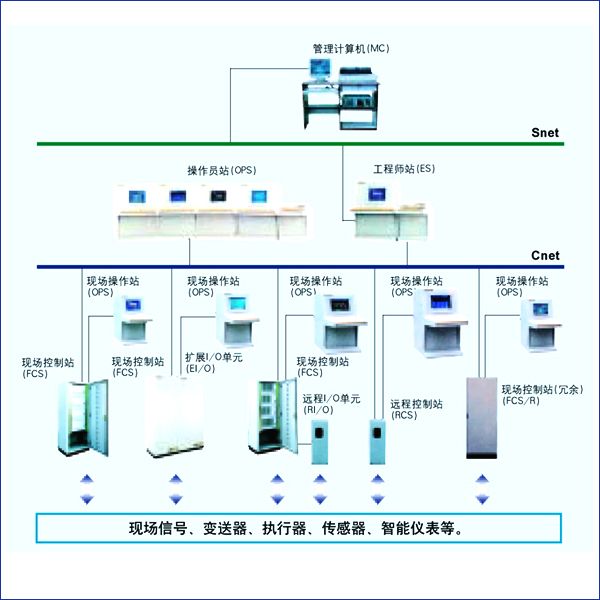 管理计算机(MC)
Snet
操作员站(OPS)
工程师站(ES)
Cnet
现场操作站
(OPS)
现场操作站
(OPS)
现场操作站
(OPS)
现场操作站
(OPS)
现场操作站
(OPS)
现场控制站
(FCS)
现场控制站
(FCS)
扩展I/O单元
(EI/O)
现场控制站
(FCS)
远程I/O单元
(RI/O)
远程控制站
(RCS)
现场控制站(冗余)
(FCS/R)
现场信号、变送器、执行器、传感器、智能仪表等。